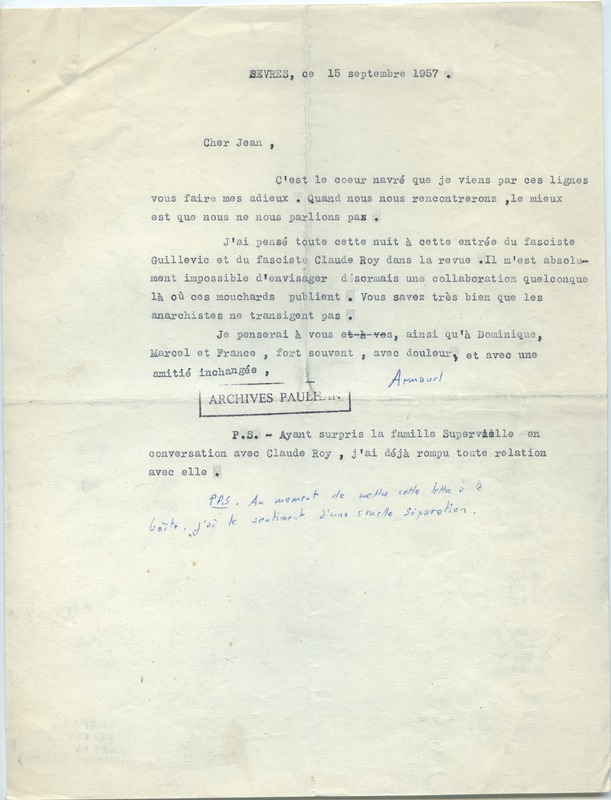 SEVRES, ce 15 septembre 1957 .
Cher Jean ,
C'est le coeur navré que je viens par ces lignes
vous faire mes adieux . Quand nous nous rencontrerons ,le mieux
est que nous ne nous parlions pas .
J'ai pensé toute cette nuit à cette entrée du fasciste
Guillevic et du fasciste Claude Roy dans la revue .Il m'est absolu-
ment impossible d'envisager désormais une collaboration quelconque
là où ces mouchards publient . Vous savez très bien que les
anarchistes ne transigent pas .
Je penserai à vous et à vos, ainsi qu'à Dominique,
Marcel et France , fort souvent , avec douleur, et avec une
amitié inchangée ,
Armand
ARCHIVES PAULHAN
P.S. - Ayant surpris la famille Supervielle en
conversation avec Claude Roy , j'ai déjà rompu toute relation
avec elle .
PPS. Au moment de mettre cette lettre à la
boîte, j'ai le sentiment d'une cruelle séparation.